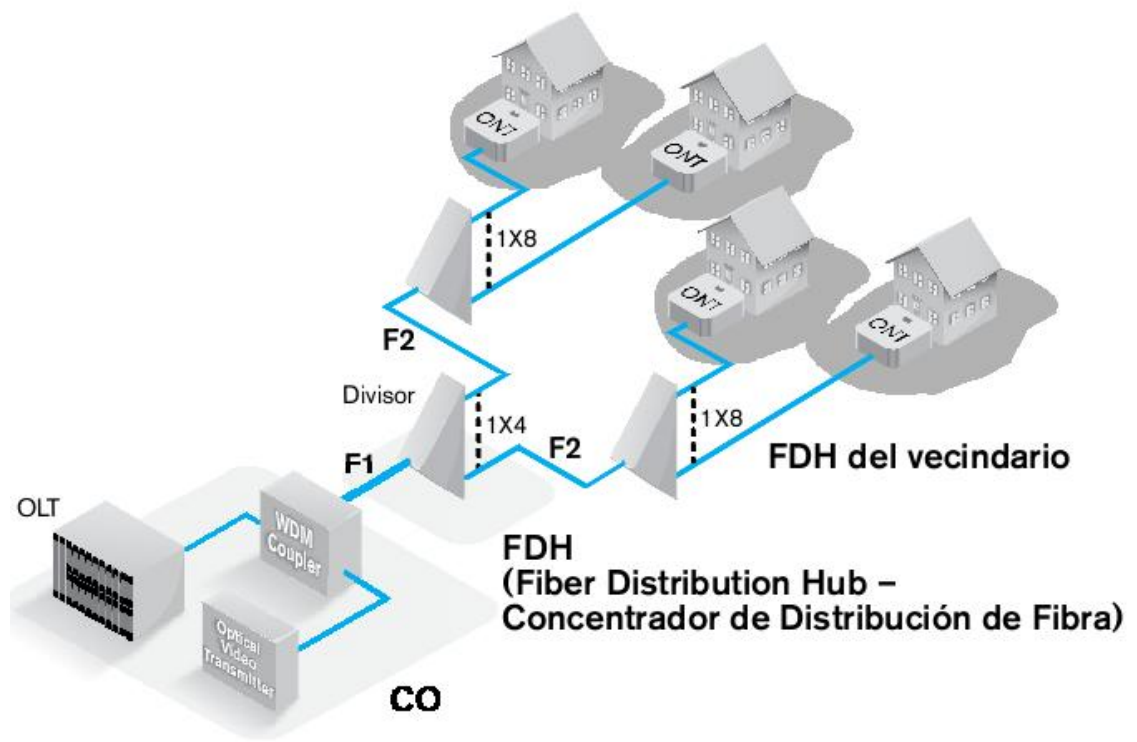 ONT
ONT
1X8
ONT
ONT
F2
Divisor
1X4
F2
1X8
F1
FDH del vecindario
OLT
WDM
Coupler
FDH
(Fiber Distribution Hub –
Concentrador de Distribución de Fibra)
Optical
Video
Transmitter
CO